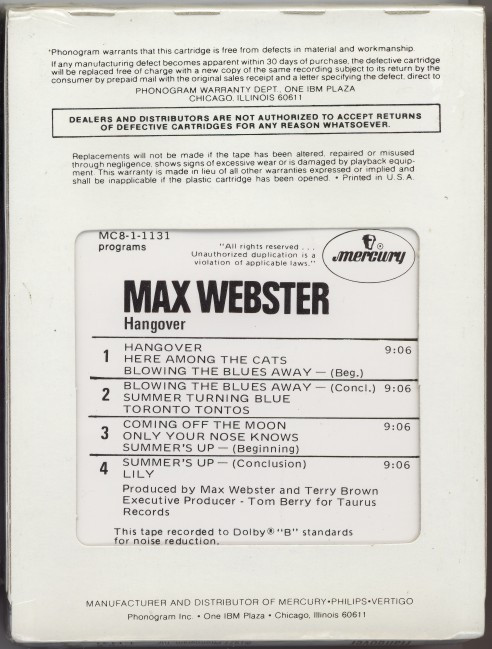 *Phonogram warrants that this cartridge is free from defects in material and workmanship.
If any manufacturing defect becomes apparent within 30 days of purchase, the defective cartridge
will be replaced free of charge with a new copy of the same recording subject to its return by the
consumer by prepaid mail with the original sales receipt and a letter specifying the defect, direct to
PHONOGRAM WARRANTY DEPT., ONE IBM PLAZA
CHICAGO, ILLINOIS 60611
DEALERS AND DISTRIBUTORS ARE NOT AUTHORIZED TO ACCEPT RETURNS
OF DEFECTIVE CARTRIDGES FOR ANY REASON WHATSOEVER.
Replacements will not be made if the tape has been altered, repaired or misused
through negligence, shows signs of excessive wear or is damaged by playback equip-
ment. This warranty is made in lieu of all other warranties expressed or implied and
shall be inapplicable if the plastic cartridge has been opened. • Printed in U.S.A.
MC8-1-1131
programs
"All rights reserved . . .
Unauthorized duplication is a
violation of applicable laws."
mercury
MAX WEBSTER
Hangover
1 HANGOVER 9:06
HERE AMONG THE CATS
BLOWING THE BLUES AWAY — (Beg.)
2 BLOWING THE BLUES AWAY — (Concl.) 9:06
SUMMER TURNING BLUE
TORONTO TONTOS
3 COMING OFF THE MOON 9:06
ONLY YOUR NOSE KNOWS
SUMMER'S UP — (Beginning)
4 SUMMER'S UP — (Conclusion) 9:06
LILY
Produced by Max Webster and Terry Brown
Executive Producer - Tom Berry for Taurus
Records
This tape recorded to Dolby® "B" standards
for noise reduction.
MANUFACTURER AND DISTRIBUTOR OF MERCURY•PHILIPS•VERTIGO
Phonogram Inc. • One IBM Plaza • Chicago, Illinois 60611